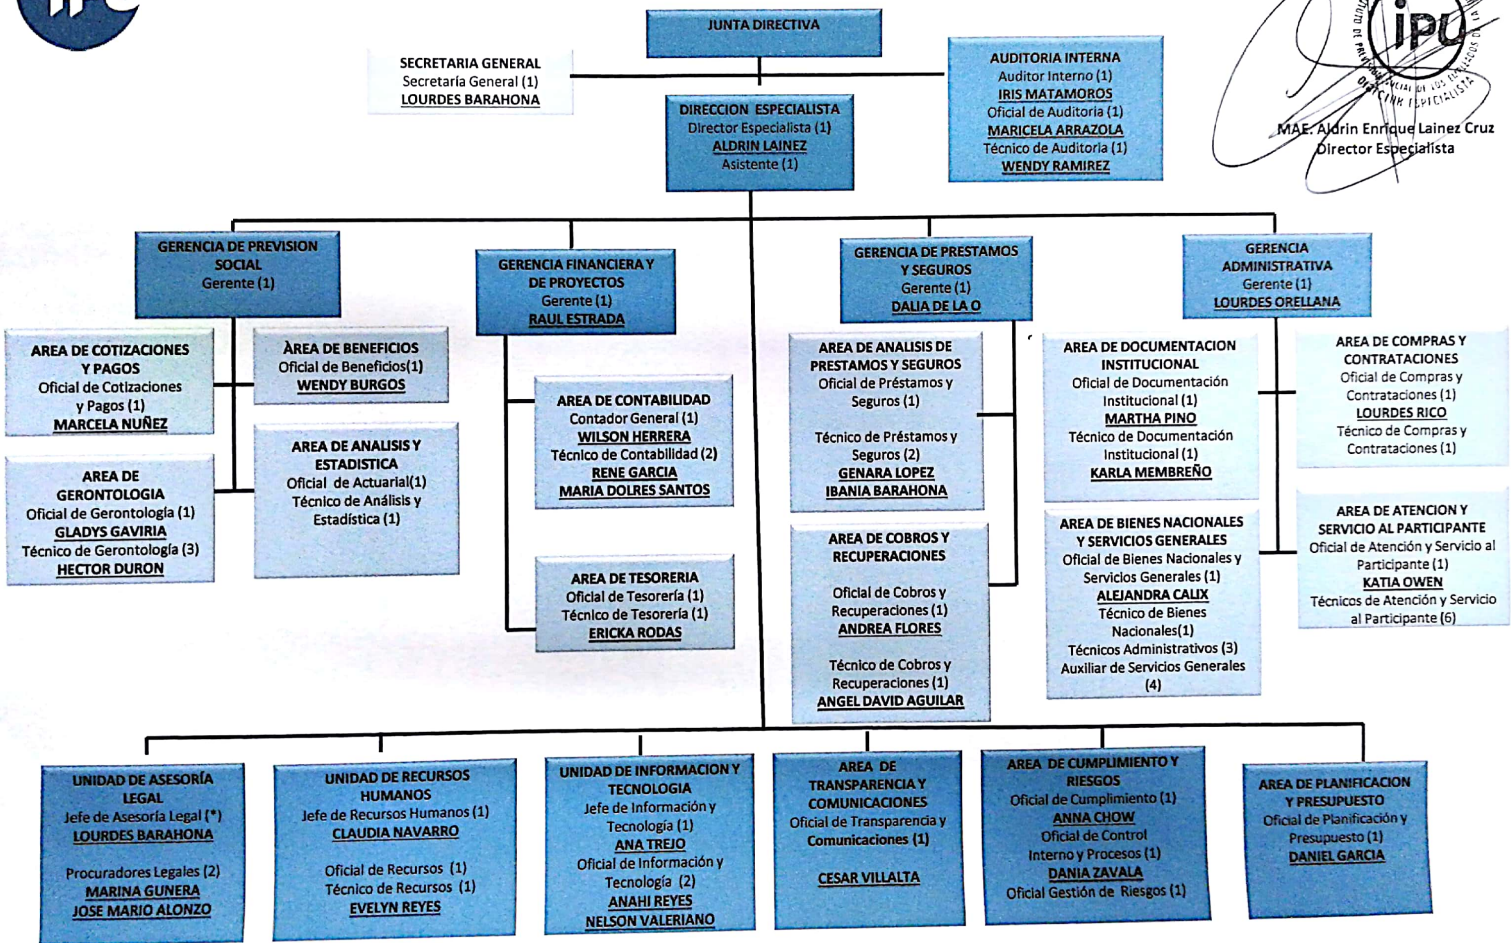 JUNTA DIRECTIVA
SECRETARIA GENERAL
Secretaría General (1)
LOURDES BARAHONA
AUDITORIA INTERNA
Auditor Interno (1)
IRIS MATAMOROS
Oficial de Auditoria (1)
MARICELA ARRAZOLA
Técnico de Auditoria (1)
WENDY RAMIREZ
DIRECCION ESPECIALISTA
Director Especialista (1)
ALDRIN LAINEZ
Asistente (1)
MAE. Aldrin Enrique Lainez Cruz
Director Especialista
GERENCIA DE PREVISION
SOCIAL
Gerente (1)
GERENCIA FINANCIERA Y
DE PROYECTOS
Gerente (1)
RAUL ESTRADA
GERENCIA DE PRESTAMOS
Y SEGUROS
Gerente (1)
DALIA DE LA O
GERENCIA
ADMINISTRATIVA
Gerente (1)
LOURDES ORELLANA
AREA DE COTIZACIONES
Y PAGOS
Oficial de Cotizaciones
y Pagos (1)
MARCELA NUÑEZ
ÀREA DE BENEFICIOS
Oficial de Beneficios(1)
WENDY BURGOS
AREA DE
GERONTOLOGIA
Oficial de Gerontología (1)
GLADYS GAVIRIA
Técnico de Gerontología (3)
HECTOR DURON
AREA DE ANALISIS Y
ESTADISTICA
Oficial de Actuarial(1)
Técnico de Análisis y
Estadística (1)
AREA DE CONTABILIDAD
Contador General (1)
WILSON HERRERA
Técnico de Contabilidad (2)
RENE GARCIA
MARIA DOLRES SANTOS
AREA DE TESORERIA
Oficial de Tesorería (1)
Técnico de Tesorería (1)
ERICKA RODAS
AREA DE ANALISIS DE
PRESTAMOS Y SEGUROS
Oficial de Préstamos y
Seguros (1)
Técnico de Préstamos y
Seguros (2)
GENARA LOPEZ
IBANIA BARAHONA
AREA DE COBROS Y
RECUPERACIONES
Oficial de Cobros y
Recuperaciones (1)
ANDREA FLORES
Técnico de Cobros y
Recuperaciones (1)
ANGEL DAVID AGUILAR
AREA DE DOCUMENTACION
INSTITUCIONAL
Oficial de Documentación
Institucional (1)
MARTHA PINO
Técnico de Documentación
Institucional (1)
KARLA MEMBREÑO
AREA DE COMPRAS Y
CONTRATACIONES
Oficial de Compras y
Contrataciones (1)
LOURDES RICO
Técnico de Compras y
Contrataciones (1)
AREA DE BIENES NACIONALES
Y SERVICIOS GENERALES
Oficial de Bienes Nacionales y
Servicios Generales (1)
ALEJANDRA CALIX
Técnico de Bienes
Nacionales(1)
Técnicos Administrativos (3)
Auxiliar de Servicios Generales
(4)
AREA DE ATENCION Y
SERVICIO AL PARTICIPANTE
Oficial de Atención y Servicio al
Participante (1)
KATIA OWEN
Técnicos de Atención y Servicio
al Participante (6)
UNIDAD DE ASESORÍA
LEGAL
Jefe de Asesoría Legal (*)
LOURDES BARAHONA
Procuradores Legales (2)
MARINA GUNERA
JOSE MARIO ALONZO
UNIDAD DE RECURSOS
HUMANOS
Jefe de Recursos Humanos (1)
CLAUDIA NAVARRO
Oficial de Recursos (1)
Técnico de Recursos (1)
EVELYN REYES
UNIDAD DE INFORMACION Y
TECNOLOGIA
Jefe de Información y
Tecnología (1)
ANA TREJO
Oficial de Información y
Tecnología (2)
ANAHI REYES
NELSON VALERIANO
AREA DE
TRANSPARENCIA Y
COMUNICACIONES
Oficial de Transparencia y
Comunicaciones (1)
CESAR VILLALTA
AREA DE CUMPLIMIENTO Y
RIESGOS
Oficial de Cumplimiento (1)
ANNA CHOW
Oficial de Control
Interno y Procesos (1)
DANIA ZAVALA
Oficial Gestión de Riesgos (1)
AREA DE PLANIFICACION
Y PRESUPUESTO
Oficial de Planificación y
Presupuesto (1)
DANIEL GARCIA